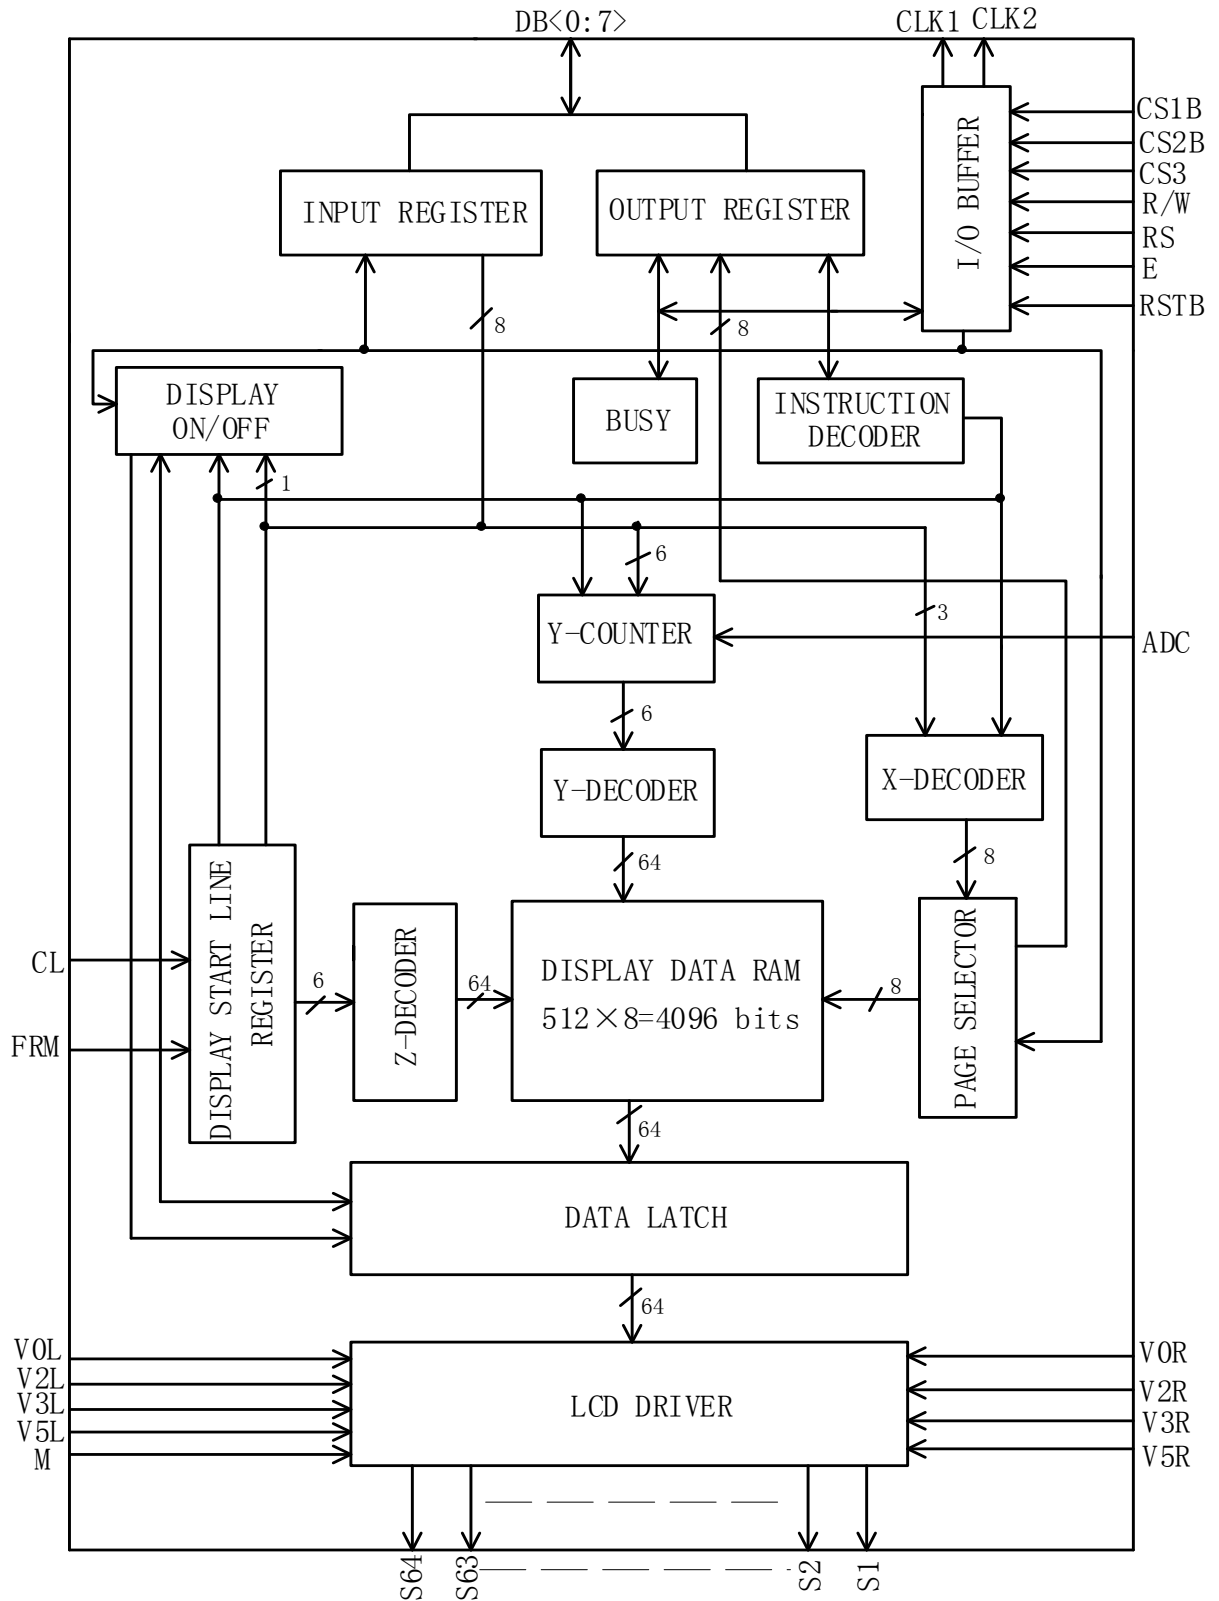 DB<0:7>
CLK1
CLK2
CS1B
CS2B
CS3
R/W
RS
E
RSTB
I/O BUFFER
INPUT REGISTER
OUTPUT REGISTER
8
8
DISPLAY
ON/OFF
BUSY
INSTRUCTION
DECODER
1
6
3
Y-COUNTER
ADC
6
Y-DECODER
X-DECODER
64
8
DISPLAY START LINE
REGISTER
CL
FRM
6
Z-DECODER
64
DISPLAY DATA RAM
512×8=4096 bits
8
PAGE SELECTOR
64
DATA LATCH
64
V0L
V2L
V3L
V5L
M
LCD DRIVER
V0R
V2R
V3R
V5R
S64
S63
S2
S1